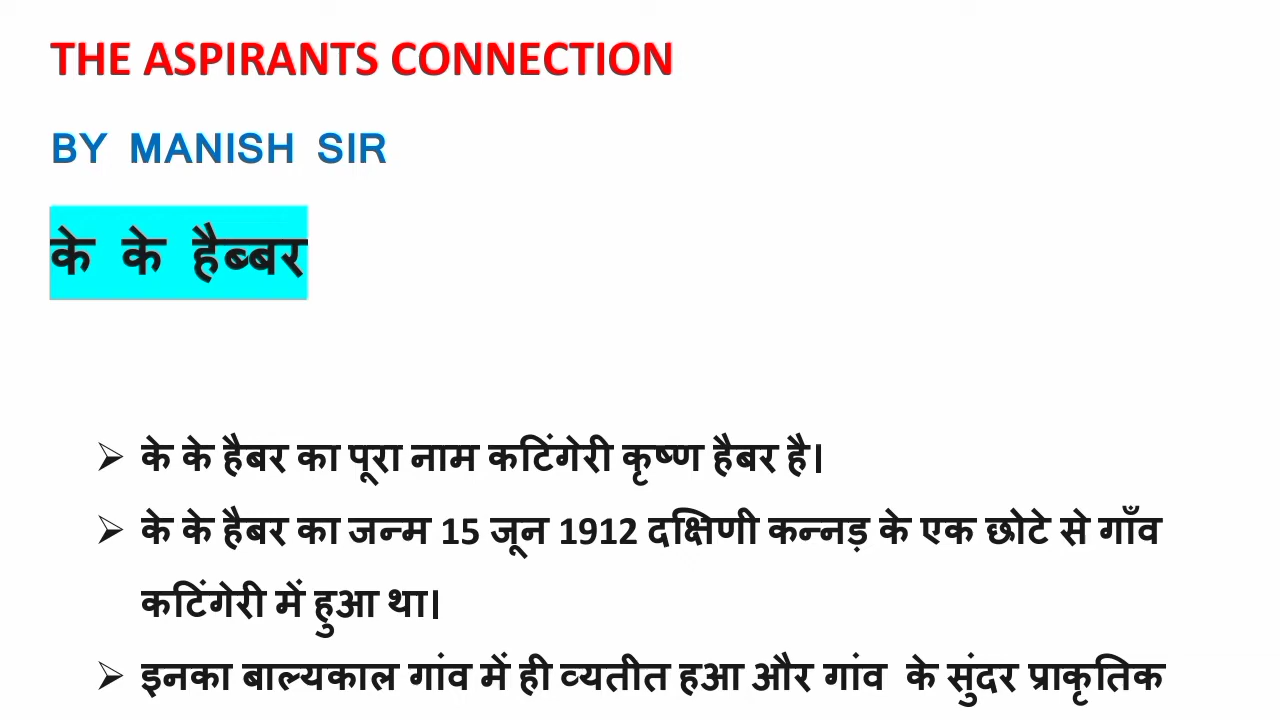 THE ASPIRANTS CONNECTION
BY MANISH SIR
के के हैब्बर
➢ के के हैबर का पूरा नाम कटिंगेरी कृष्ण हैबर है।
➢ के के हैबर का जन्म 15 जून 1912 दक्षिणी कन्नड़ के एक छोटे से गाँव
कटिंगेरी में हुआ था।
➢ इनका बाल्यकाल गांव में ही व्यतीत हआ और गांव के सुंदर प्राकृतिक